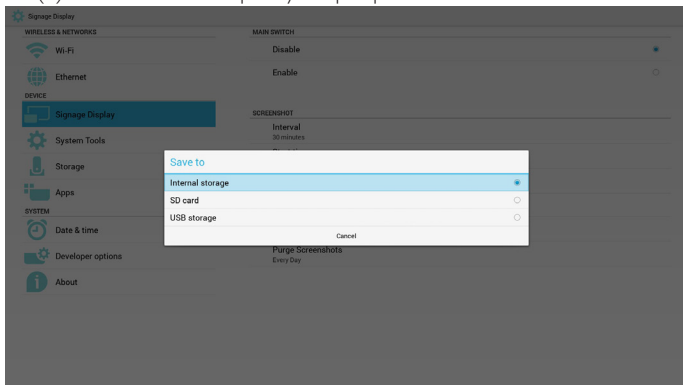 Signage Display
WIRELESS & NETWORKS
Wi-Fi
Ethernet
DEVICE
Signage Display
System Tools
Storage
Apps
SYSTEM
Date & time
Developer options
About
MAIN SWITCH
Disable
Enable
SCREENSHOT
Interval
30 minutes
Save to
Internal storage
SD card
USB storage
Cancel
Purge Screenshots
Every Day